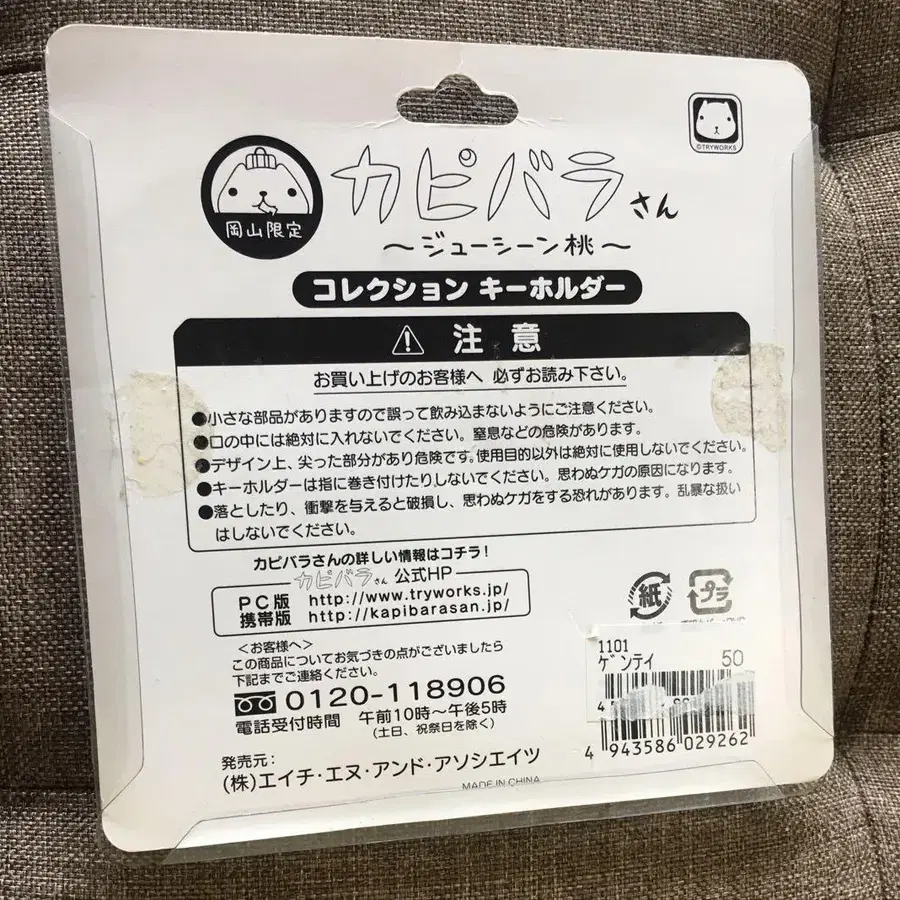 ©TRYWORKS
岡山限定
カピバラさん
～ジューシーン桃～
コレクション キーホルダー
注 意
お買い上げのお客様へ 必ずお読み下さい。
●小さな部品がありますので誤って飲み込まないようにご注意ください。
●口の中には絶対に入れないでください。窒息などの危険があります。
●デザイン上、尖った部分があり危険です。使用目的以外は絶対に使用しないでください。
●キーホルダーは指に巻き付けたりしないでください。思わぬケガの原因になります。
●落としたり、衝撃を与えると破損し、思わぬケガをする恐れがあります。乱暴な扱い
はしないでください。
カピバラさんの詳しい情報はコチラ！
カピバラさん 公式HP
PC版 http://www.tryworks.jp/
携帯版 http://kapibarasan.jp/
紙
プラ
<お客様へ>
この商品についてお気づきの点がございましたら
下記までご連絡ください。
0120-118906
電話受付時間 午前10時～午後5時
(土日、祝祭日を除く)
1101
ゲンテイ 50
4 943586 029262
発売元：
(株)エイチ・エヌ・アンド・アソシエイツ
MADE IN CHINA